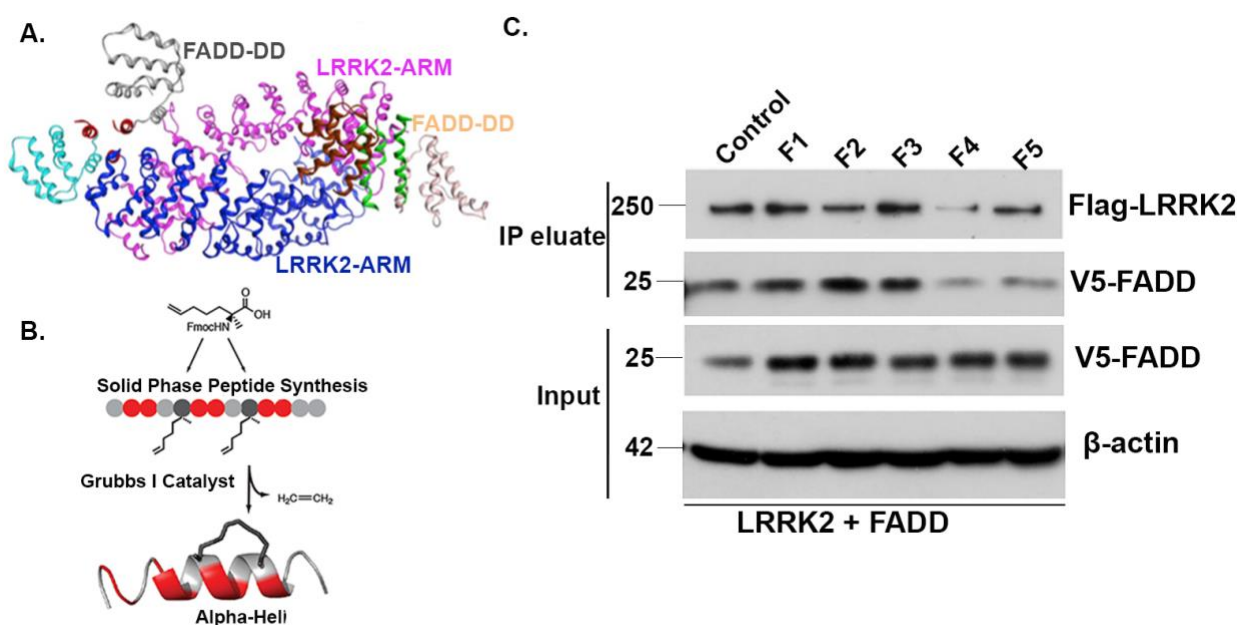 A.
FADD-DD
LRRK2-ARM
FADD-DD
LRRK2-ARM
B.
O
OH
FmocHN
Solid Phase Peptide Synthesis
Grubbs I Catalyst
H₂C=CH₂
Alpha-Heli
C.
Control F1 F2 F3 F4 F5
IP eluate
250 Flag-LRRK2
25 V5-FADD
Input
25 V5-FADD
42 β-actin
LRRK2 + FADD